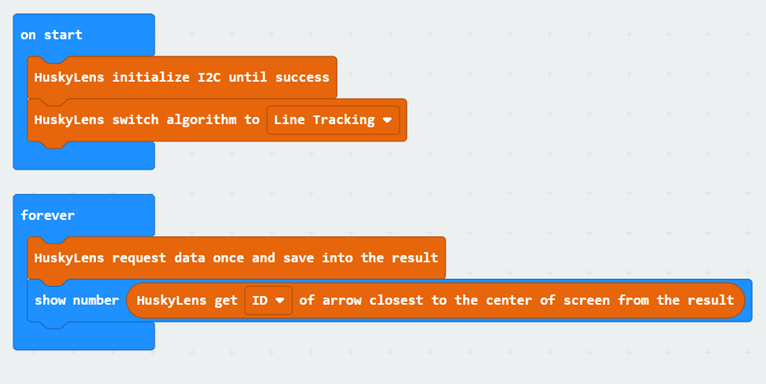 on start
HuskyLens initialize I2C until success
HuskyLens switch algorithm to Line Tracking
forever
HuskyLens request data once and save into the result
show number HuskyLens get ID of arrow closest to the center of screen from the result